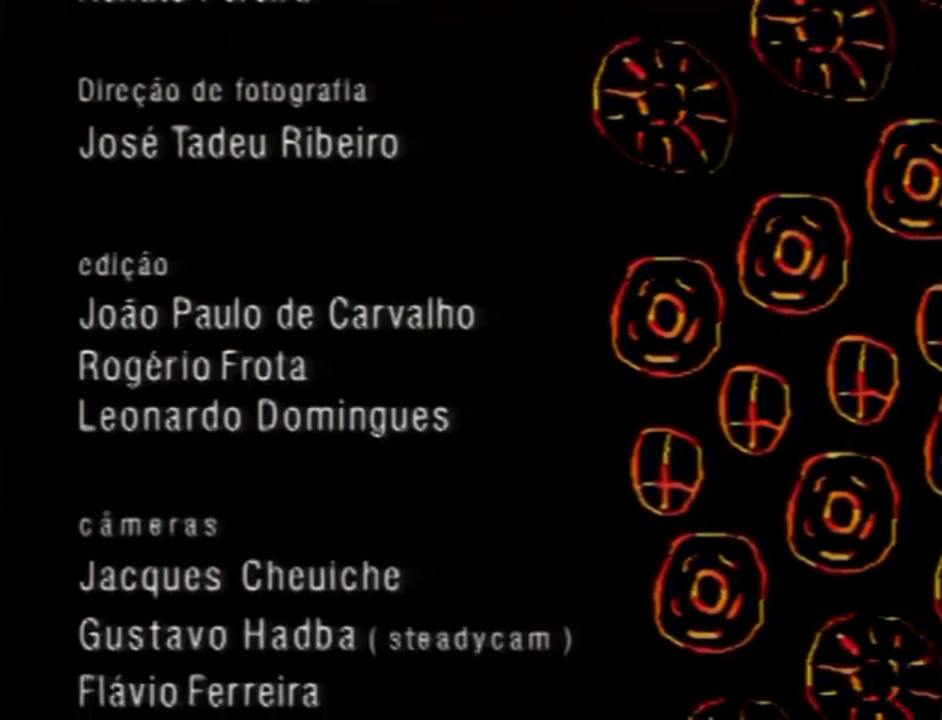 Direção de fotografia
José Tadeu Ribeiro
edição
João Paulo de Carvalho
Rogério Frota
Leonardo Domingues
câmeras
Jacques Cheuiche
Gustavo Hadba ( steadycam )
Flávio Ferreira